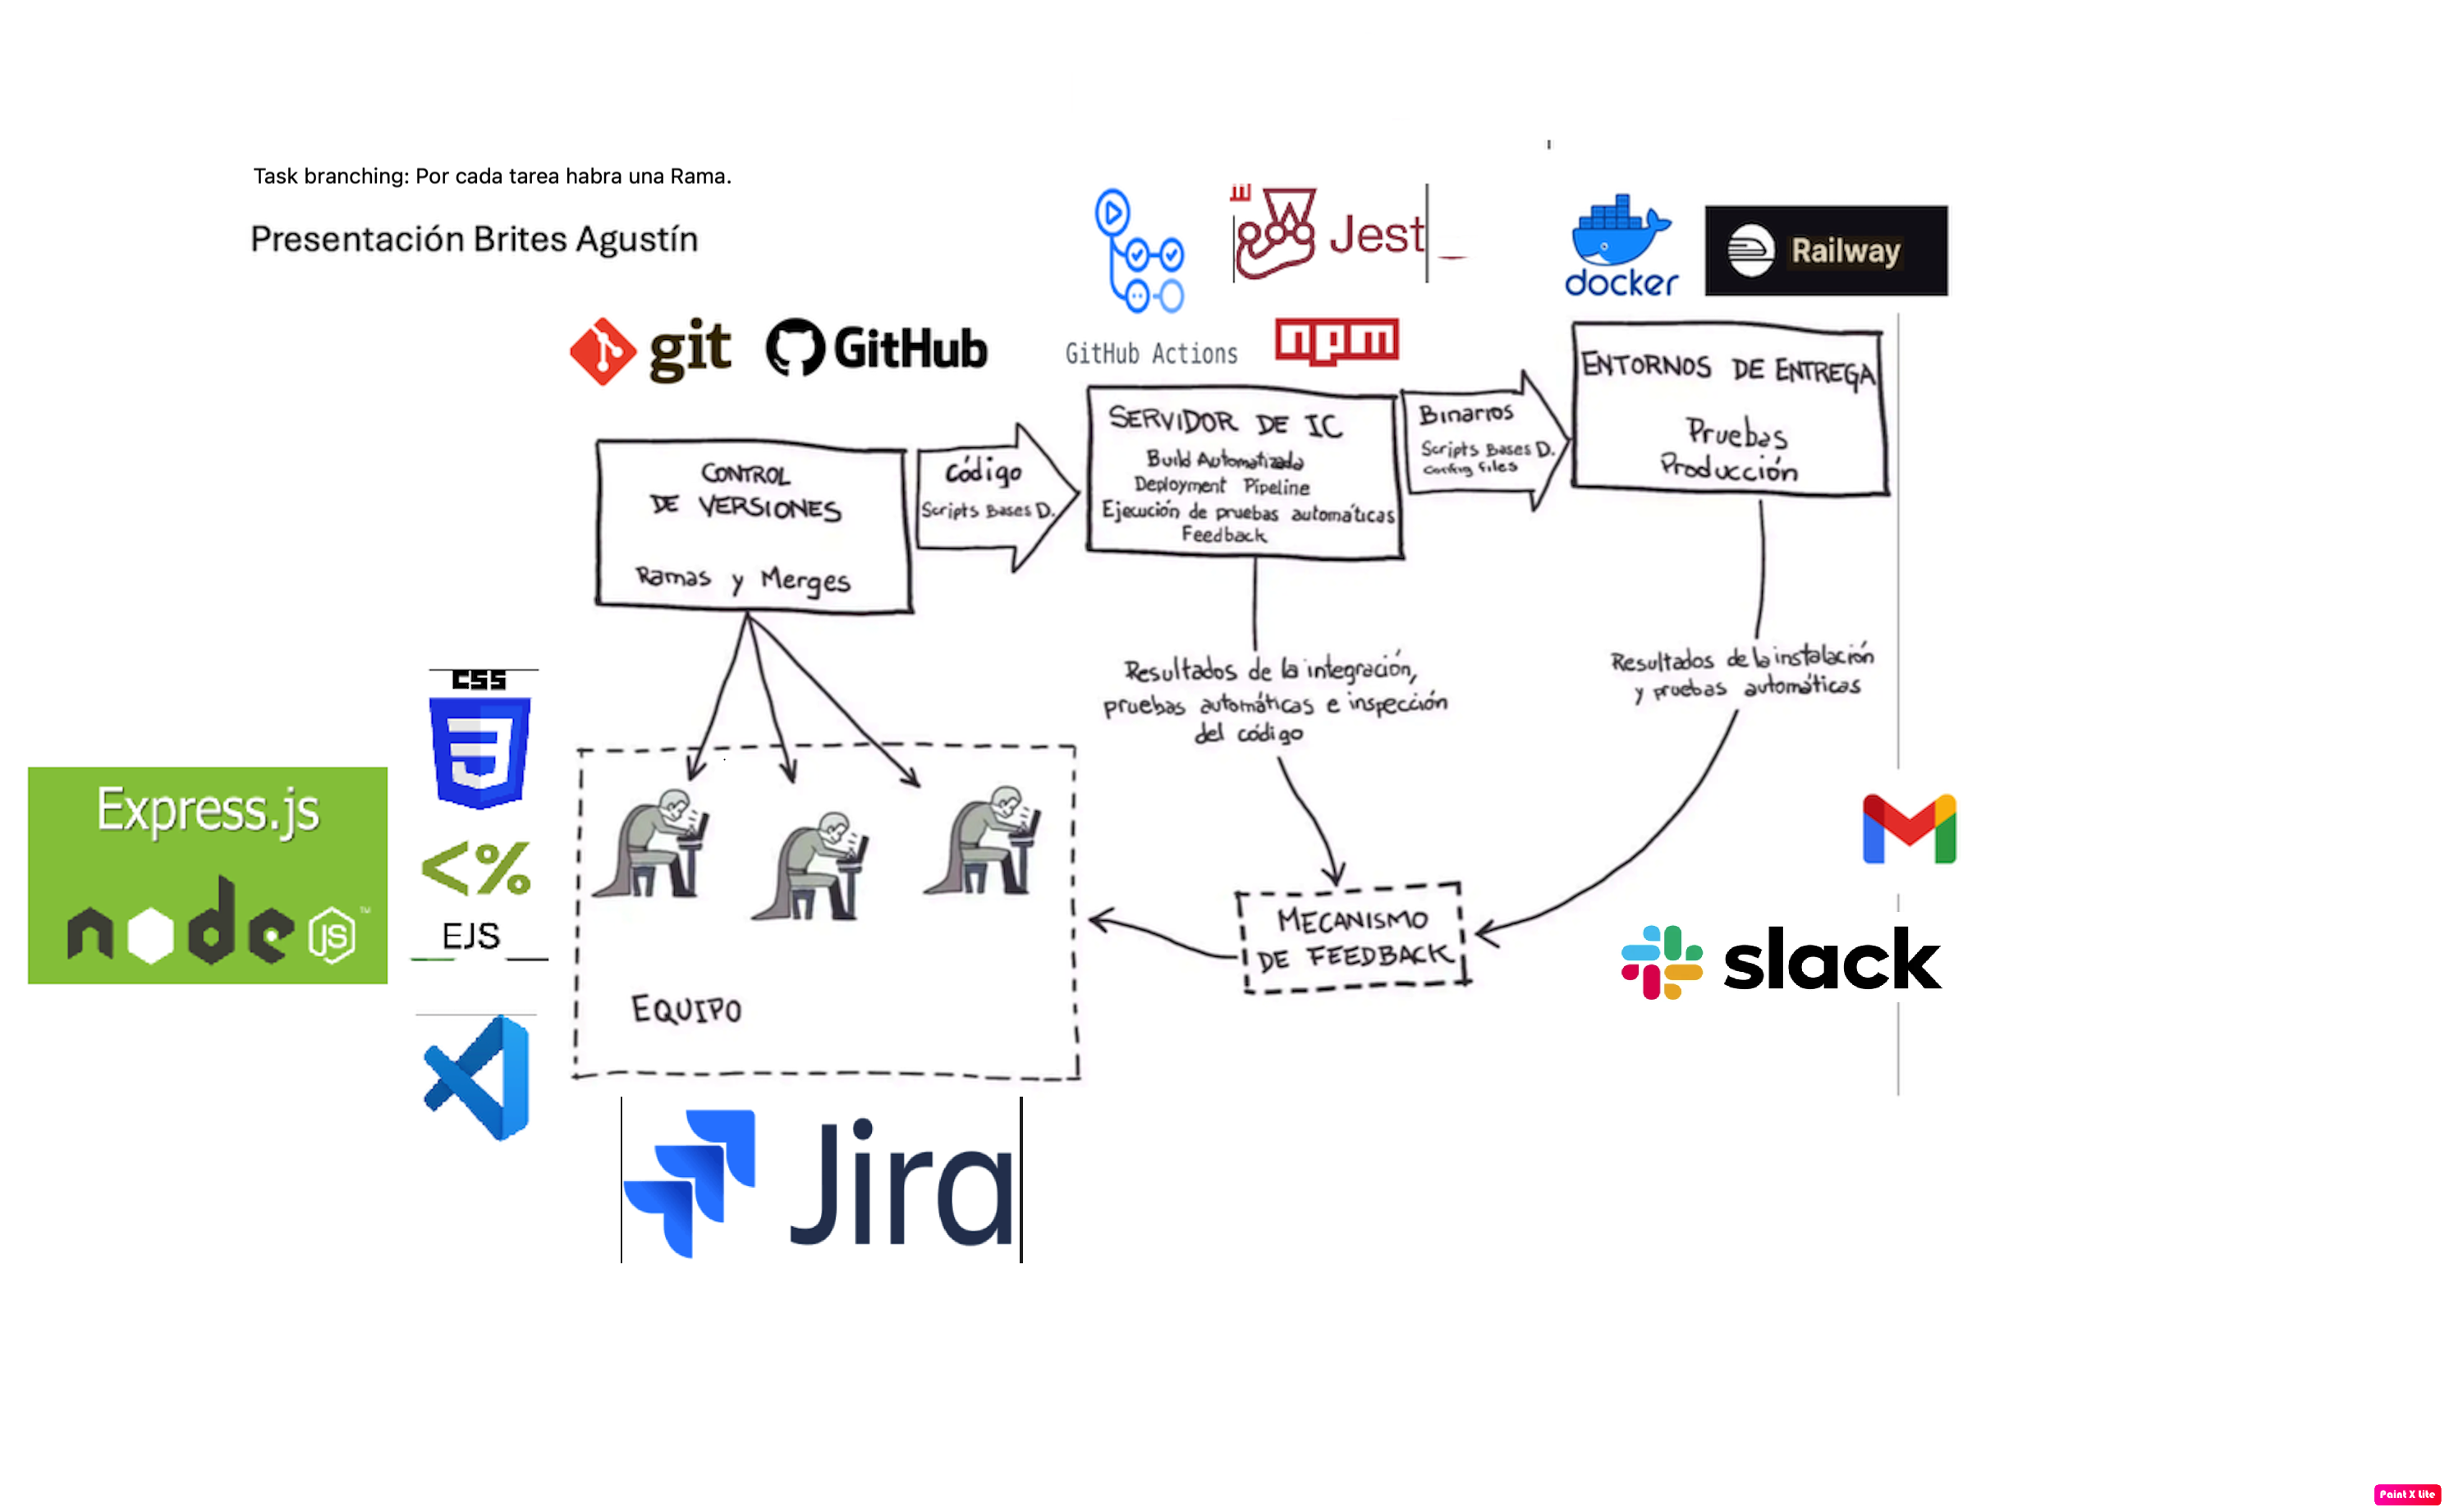 Task branching: Por cada tarea habra una Rama.
Presentación Brites Agustín
git
GitHub
GitHub Actions
Jest
npm
docker
Railway
CONTROL
DE VERSIONES
Ramas y Merges
Código
Scripts Bases D.
SERVIDOR DE IC
Build Automatizada
Deployment Pipeline
Ejecución de pruebas automáticas
Feedback
Binarios
Scripts Bases D.
Config files
ENTORNOS DE ENTREGA
Pruebas
Producción
Resultados de la integración,
pruebas automáticas e inspección
del código
Resultados de la instalación
y pruebas automáticas
CSS
3
Express.js
node
JS
™
<%
EJS
EQUIPO
MECANISMO
DE FEEDBACK
slack
Jira
Paint X Lite